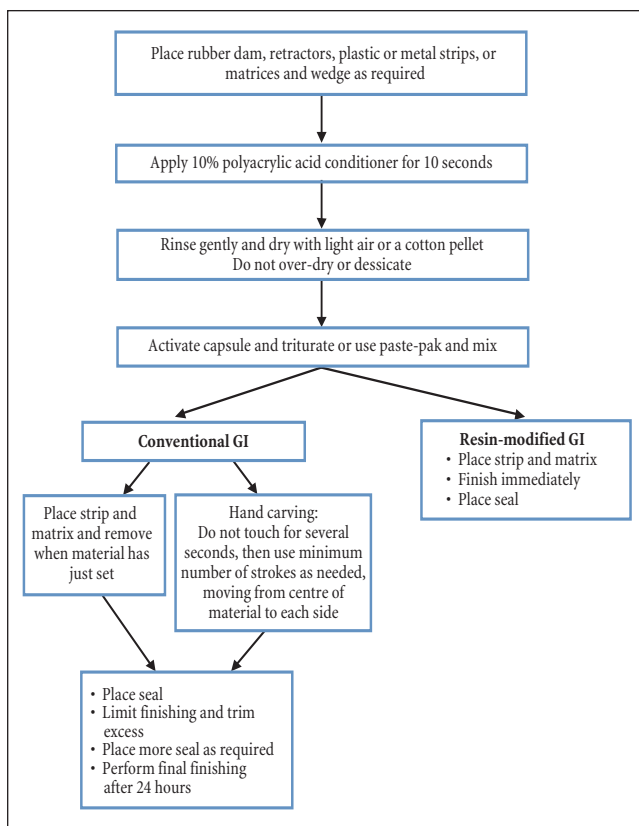 Place rubber dam, retractors, plastic or metal strips, or
matrices and wedge as required
Apply 10% polyacrylic acid conditioner for 10 seconds
Rinse gently and dry with light air or a cotton pellet
Do not over-dry or dessicate
Activate capsule and triturate or use paste-pak and mix
Conventional GI
Resin-modified GI
• Place strip and matrix
• Finish immediately
• Place seal
Place strip and
matrix and remove
when material has
just set
Hand carving:
Do not touch for several
seconds, then use minimum
number of strokes as needed,
moving from centre of
material to each side
• Place seal
• Limit finishing and trim
excess
• Place more seal as required
• Perform final finishing
after 24 hours